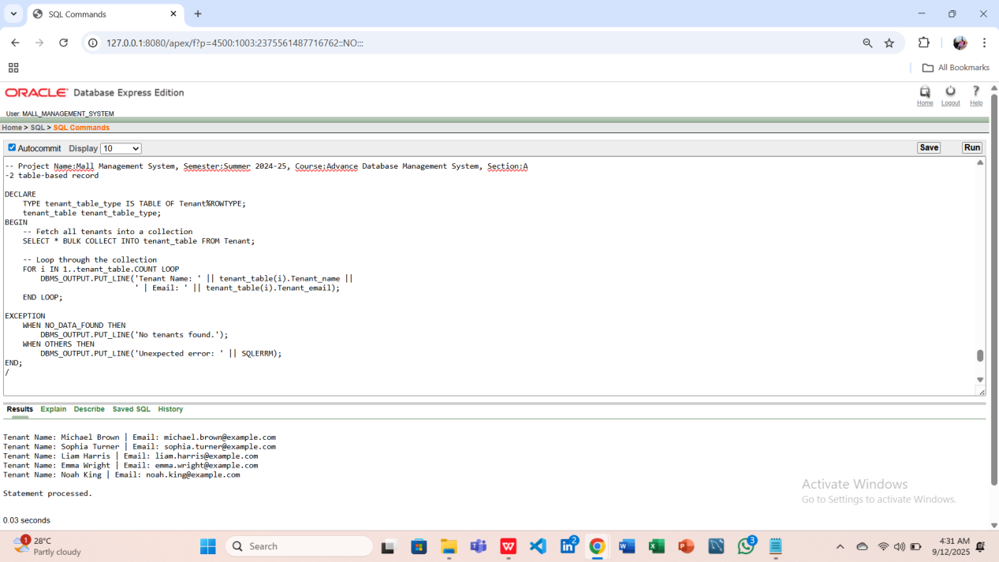 SQL Commands
127.0.0.1:8080/apex/f?p=4500:1003:2375561487716762::NO:::
All Bookmarks
ORACLE Database Express Edition
Home Logout Help
User: MALL_MANAGEMENT_SYSTEM
Home > SQL > SQL Commands
Autocommit Display 10
Save Run
-- Project Name:Mall Management System, Semester:Summer 2024-25, Course:Advance Database Management System, Section:A
-2 table-based record
DECLARE
TYPE tenant_table_type IS TABLE OF Tenant%ROWTYPE;
tenant_table tenant_table_type;
BEGIN
-- Fetch all tenants into a collection
SELECT * BULK COLLECT INTO tenant_table FROM Tenant;
-- Loop through the collection
FOR i IN 1..tenant_table.COUNT LOOP
DBMS_OUTPUT.PUT_LINE('Tenant Name: ' || tenant_table(i).Tenant_name ||
' | Email: ' || tenant_table(i).Tenant_email);
END LOOP;
EXCEPTION
WHEN NO_DATA_FOUND THEN
DBMS_OUTPUT.PUT_LINE('No tenants found.');
WHEN OTHERS THEN
DBMS_OUTPUT.PUT_LINE('Unexpected error: ' || SQLERRM);
END;
/
Results Explain Describe Saved SQL History
Tenant Name: Michael Brown | Email: michael.brown@example.com
Tenant Name: Sophia Turner | Email: sophia.turner@example.com
Tenant Name: Liam Harris | Email: liam.harris@example.com
Tenant Name: Emma Wright | Email: emma.wright@example.com
Tenant Name: Noah King | Email: noah.king@example.com
Statement processed.
0.03 seconds
Activate Windows
Go to Settings to activate Windows.
1
28°C
Partly cloudy
Search
2
3
4:31 AM
9/12/2025